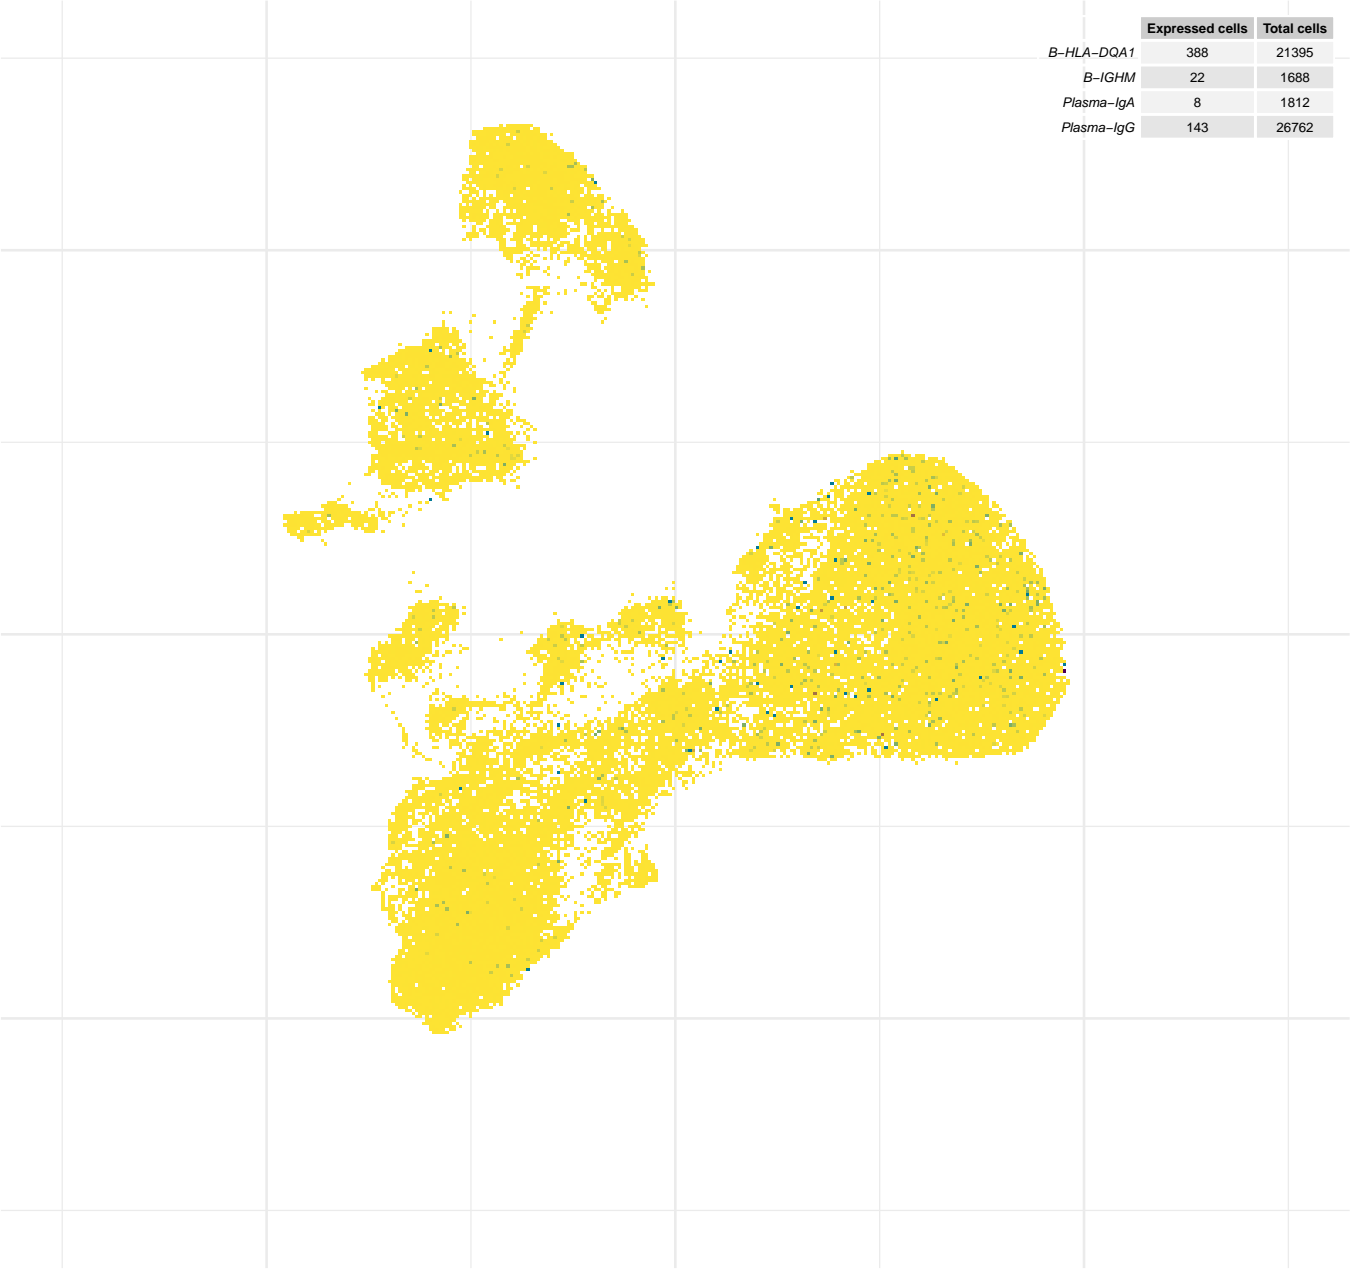 Expressed cells Total cells
B−HLA−DQA1 388 21395
B−IGHM 22 1688
Plasma−IgA 8 1812
Plasma−IgG 143 26762